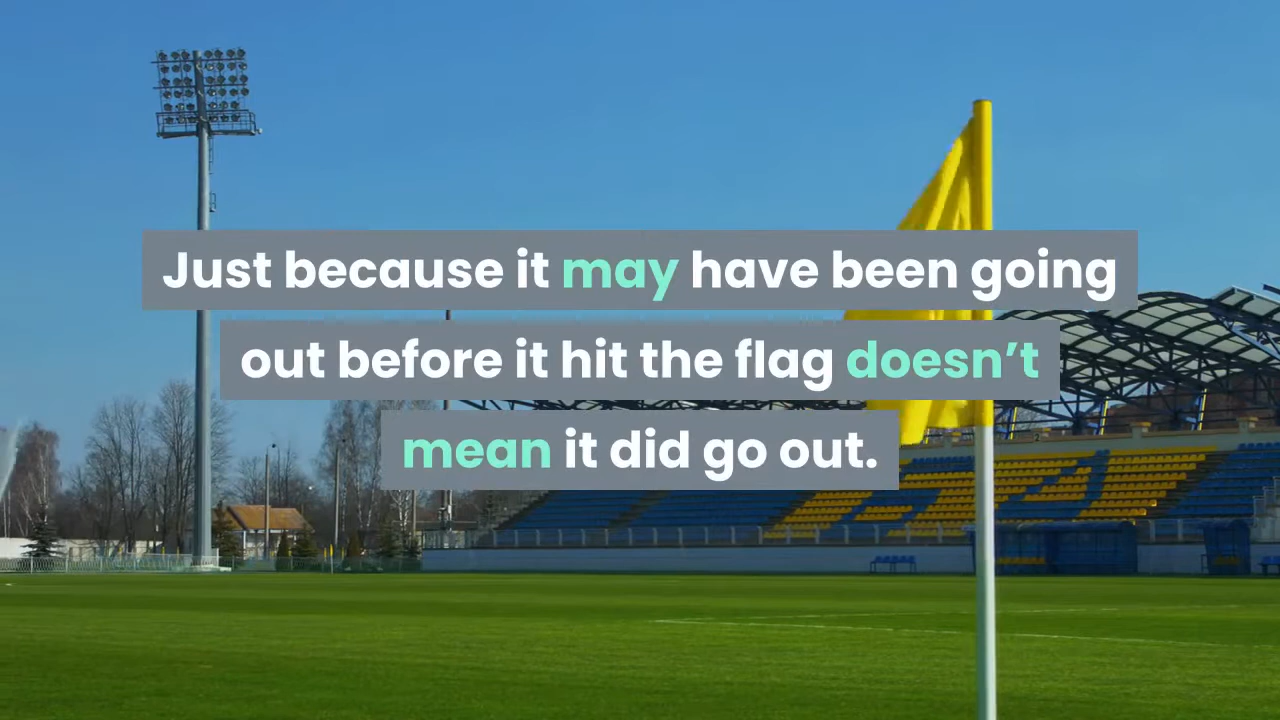 Just because it may have been going
out before it hit the flag doesn’t
mean it did go out.